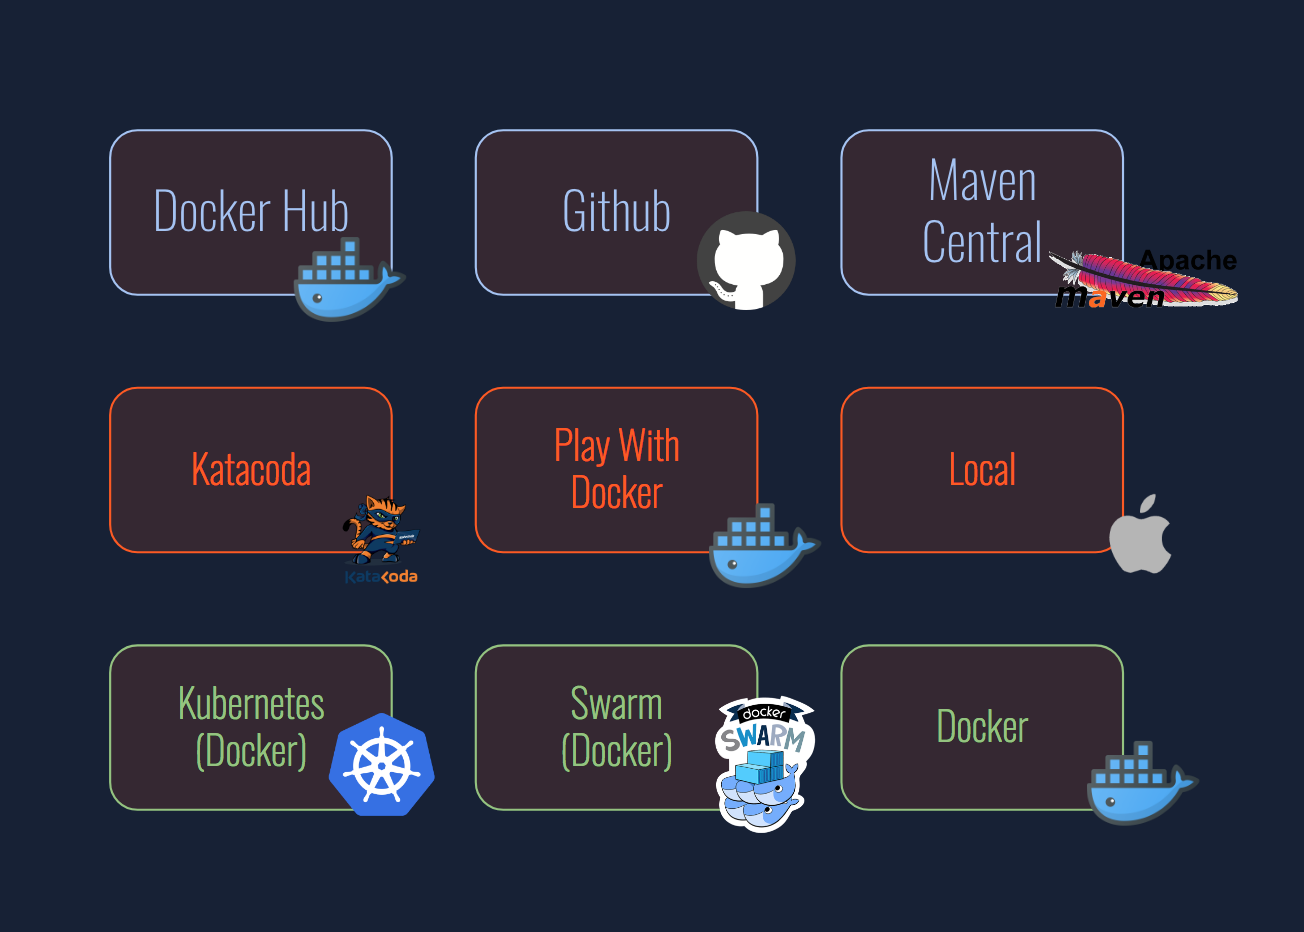 Docker Hub
Github
Maven
Central
Apache
maven
Katacoda
KataKoda
Play With
Docker
Local
Kubernetes
(Docker)
Swarm
(Docker)
docker
SWARM
Docker